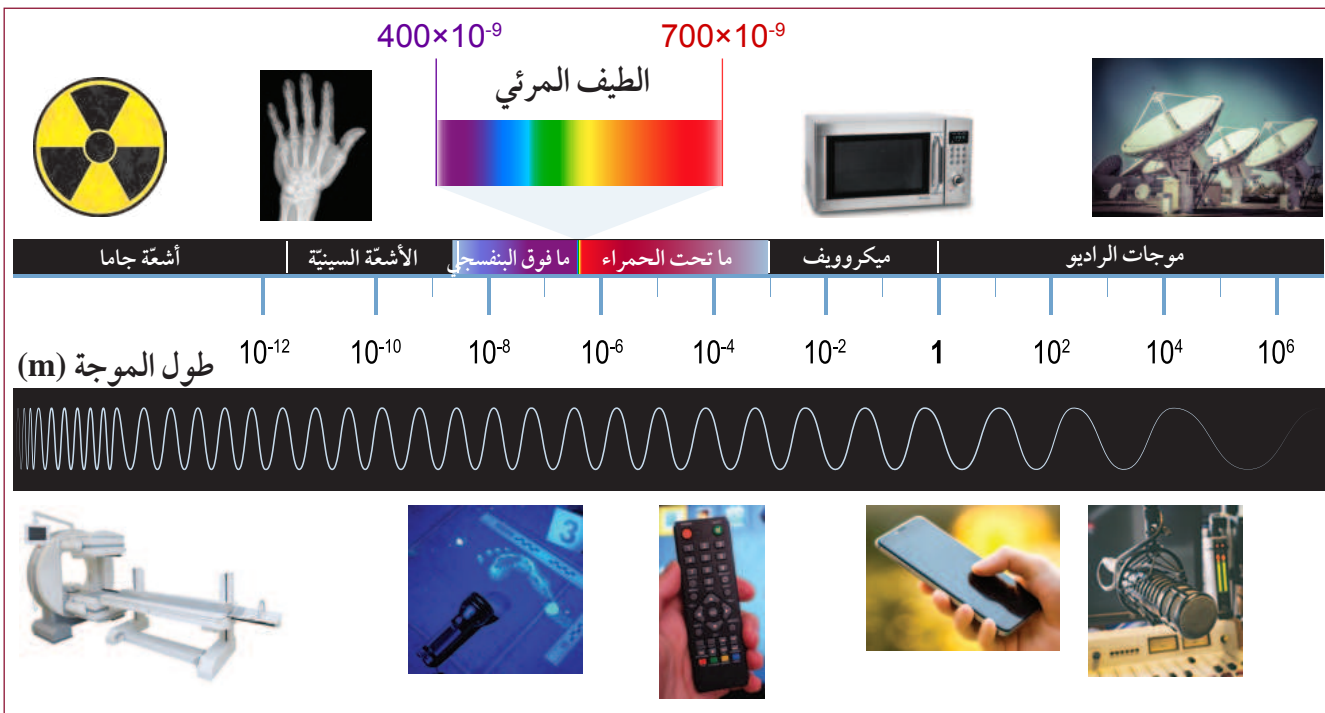 400×10⁻⁹ 700×10⁻⁹
الطيف المرئي
أشعّة جاما الأشعّة السينيّة ما فوق البنفسجي ما تحت الحمراء ميكروويف موجات الراديو
طول الموجة (m) 10⁻¹² 10⁻¹⁰ 10⁻⁸ 10⁻⁶ 10⁻⁴ 10⁻² 1 10² 10⁴ 10⁶
3